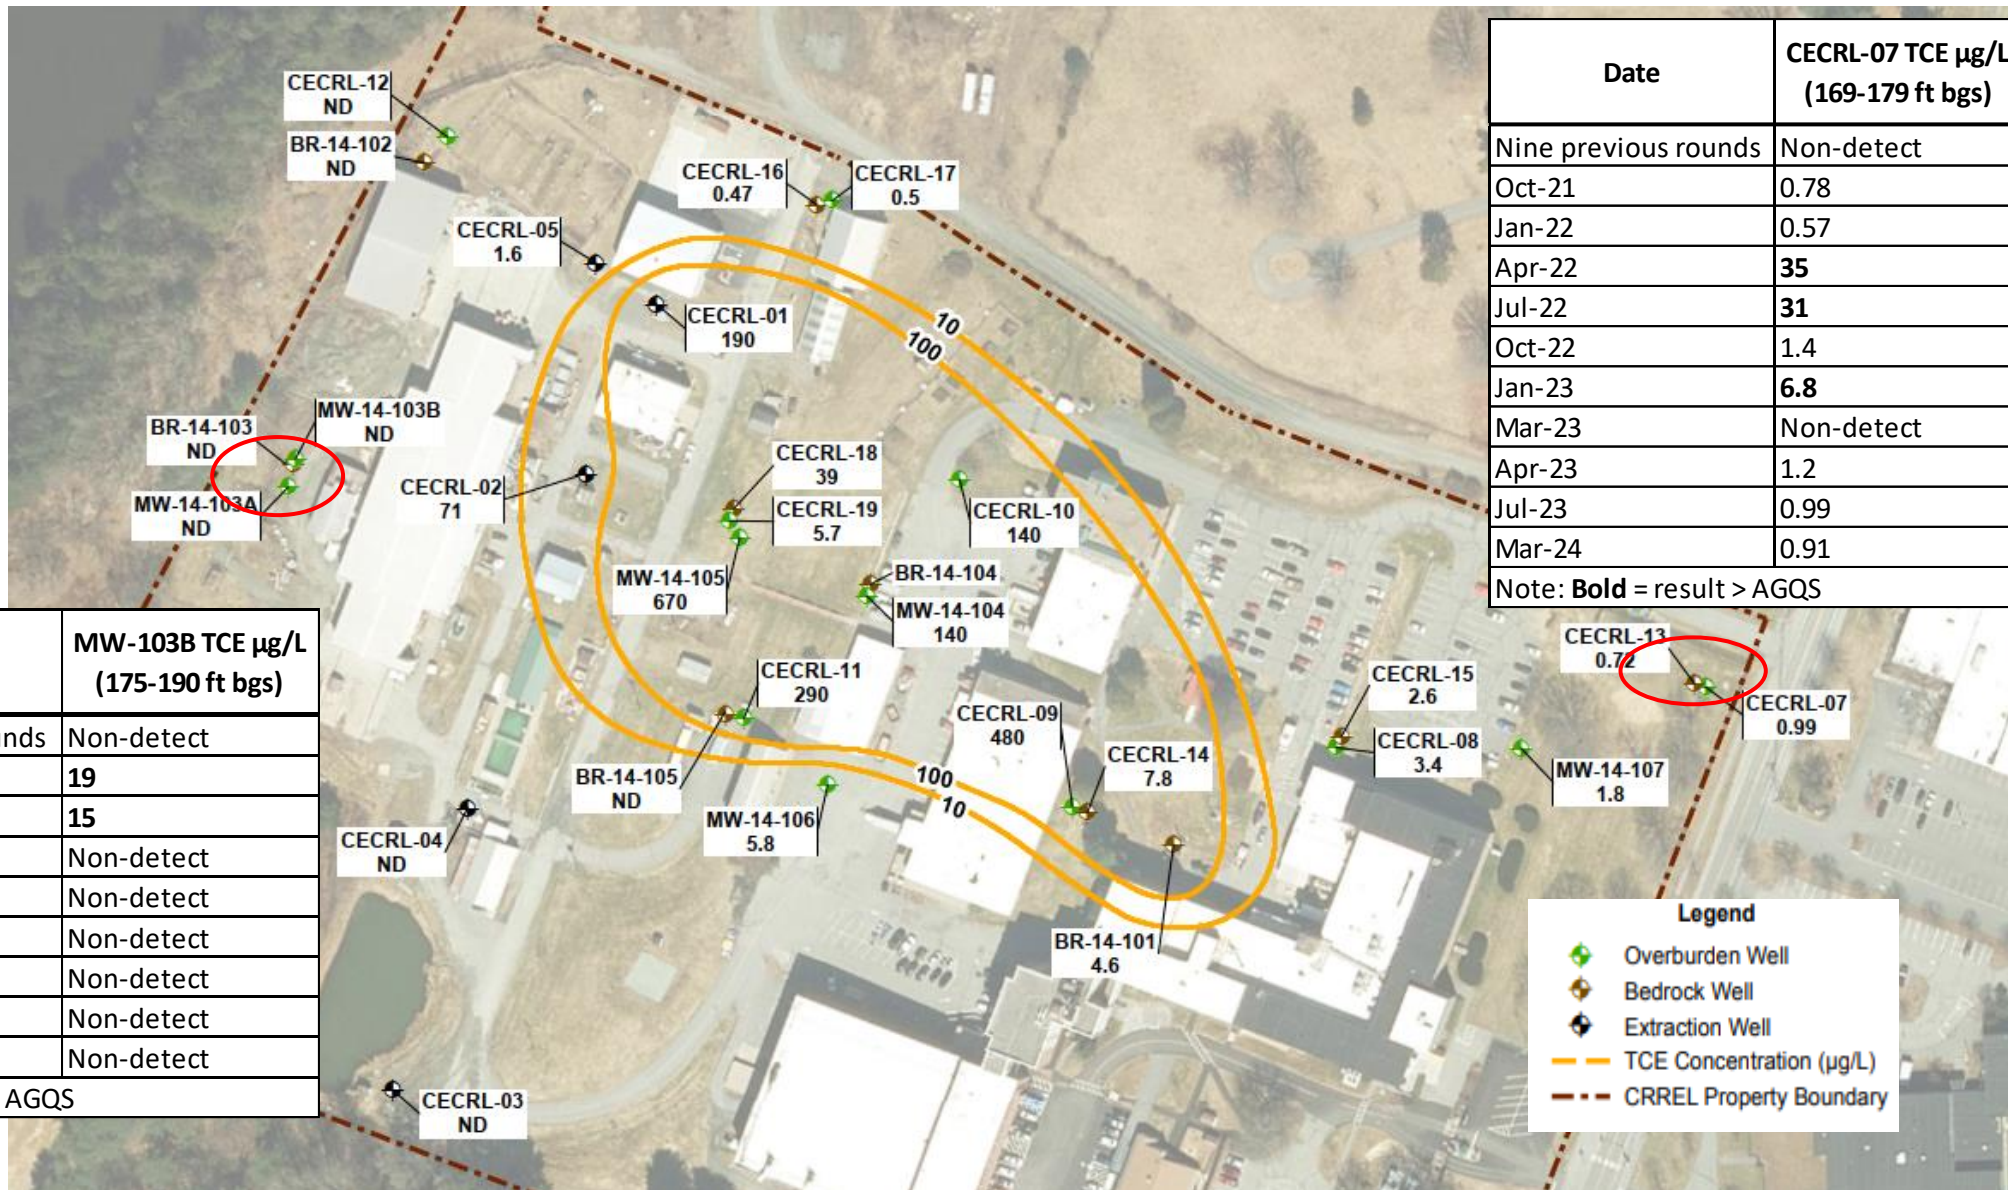 CECRL-12
ND
BR-14-102
ND
CECRL-16
0.47
CECRL-17
0.5
CECRL-05
1.6
CECRL-01
190
10
100
BR-14-103
ND
MW-14-103B
ND
MW-14-103A
ND
CECRL-02
71
CECRL-18
39
CECRL-19
5.7
CECRL-10
140
MW-14-105
670
BR-14-104
MW-14-104
140
CECRL-11
290
BR-14-105
ND
CECRL-09
480
CECRL-14
7.8
100
10
MW-14-106
5.8
CECRL-04
ND
CECRL-15
2.6
CECRL-08
3.4
CECRL-13
0.72
CECRL-07
0.99
MW-14-107
1.8
BR-14-101
4.6
CECRL-03
ND
Date CECRL-07 TCE µg/L
(169-179 ft bgs)
Nine previous rounds Non-detect
Oct-21 0.78
Jan-22 0.57
Apr-22 35
Jul-22 31
Oct-22 1.4
Jan-23 6.8
Mar-23 Non-detect
Apr-23 1.2
Jul-23 0.99
Mar-24 0.91
Note: Bold = result > AGQS
MW-103B TCE µg/L
(175-190 ft bgs)
nds Non-detect
19
15
Non-detect
Non-detect
Non-detect
Non-detect
Non-detect
Non-detect
AGQS
Legend
Overburden Well
Bedrock Well
Extraction Well
TCE Concentration (µg/L)
CRREL Property Boundary